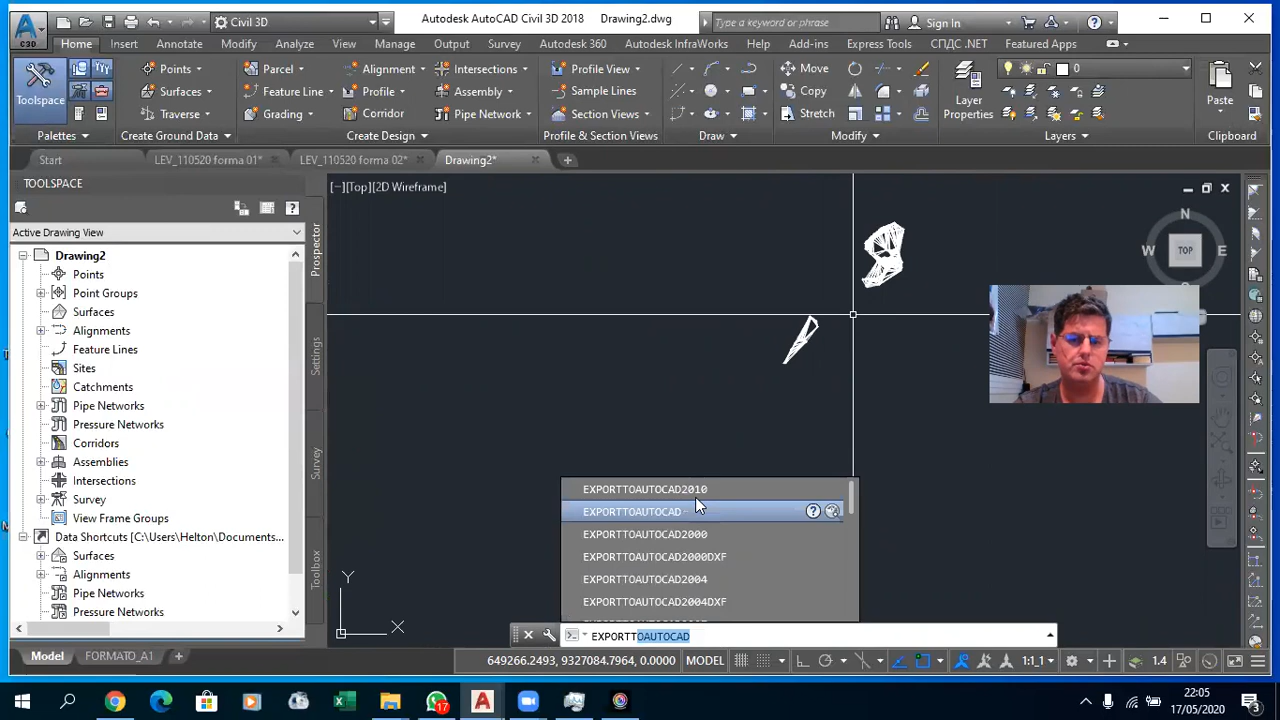 Civil 3D
Autodesk AutoCAD Civil 3D 2018 Drawing2.dwg
Type a keyword or phrase
Sign In
C3D
Home Insert Annotate Modify Analyze View Manage Output Survey Autodesk 360 Autodesk InfraWorks Help Add-ins Express Tools СПДС .NET Featured Apps
Toolspace
Points
Surfaces
Traverse
Parcel
Feature Line
Grading
Alignment
Profile
Corridor
Intersections
Assembly
Pipe Network
Profile View
Sample Lines
Section Views
Move
Copy
Stretch
Layer
Properties
0
Paste
Palettes Create Ground Data Create Design Profile & Section Views Draw Modify Layers Clipboard
Start LEV_110520 forma 01* LEV_110520 forma 02* Drawing2*
TOOLSPACE
[−][Top][2D Wireframe]
Active Drawing View
Drawing2
Points
Point Groups
Surfaces
Alignments
Feature Lines
Sites
Catchments
Pipe Networks
Pressure Networks
Corridors
Assemblies
Intersections
Survey
View Frame Groups
Data Shortcuts [C:\Users\Helton\Documents...
Surfaces
Alignments
Pipe Networks
Pressure Networks
Prospector
Settings
Survey
Toolbox
N
W TOP E
Y
X
EXPORTTOAUTOCAD2010
EXPORTTOAUTOCAD
EXPORTTOAUTOCAD2000
EXPORTTOAUTOCAD2000DXF
EXPORTTOAUTOCAD2004
EXPORTTOAUTOCAD2004DXF
EXPORTTOAUTOCAD
Model FORMATO_A1
649266.2493, 9327084.7964, 0.0000 MODEL 1:1_1 1.4
17
22:05
17/05/2020
3